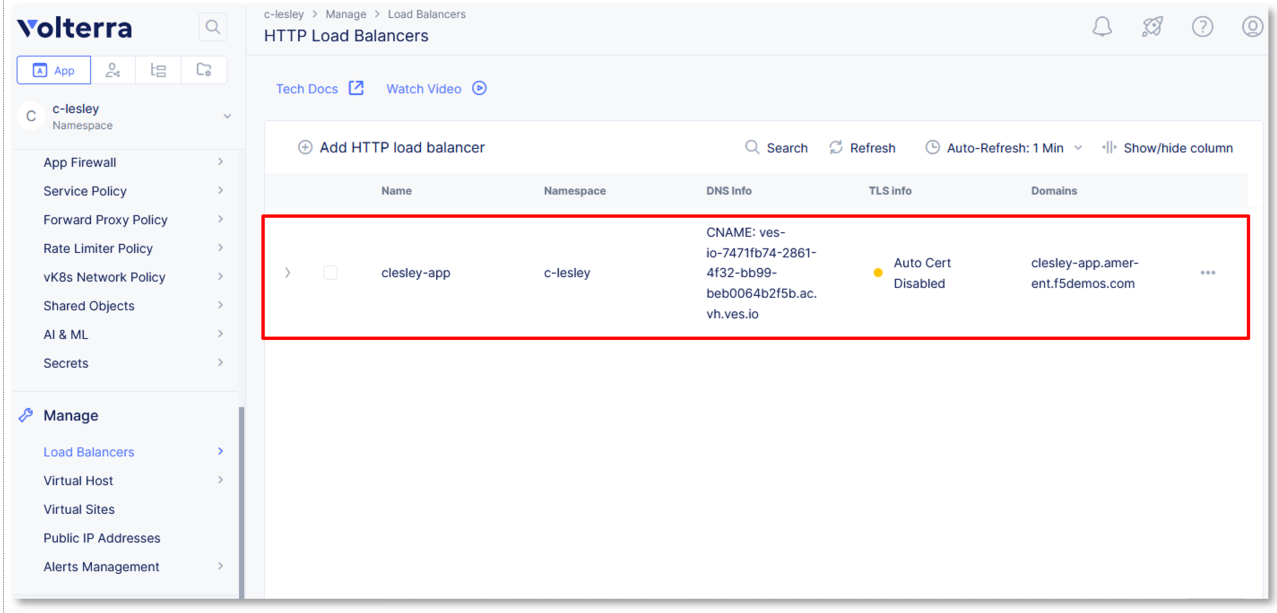 Volterra
App
C
c-lesley
Namespace
App Firewall
Service Policy
Forward Proxy Policy
Rate Limiter Policy
vK8s Network Policy
Shared Objects
AI & ML
Secrets
Manage
Load Balancers
Virtual Host
Virtual Sites
Public IP Addresses
Alerts Management
c-lesley > Manage > Load Balancers
HTTP Load Balancers
Tech Docs Watch Video
Add HTTP load balancer Search Refresh Auto-Refresh: 1 Min Show/hide column
Name Namespace DNS Info TLS info Domains
clesley-app
c-lesley
CNAME: ves-
io-7471fb74-2861-
4f32-bb99-
beb0064b2f5b.ac.
vh.ves.io
Auto Cert
Disabled
clesley-app.amer-
ent.f5demos.com